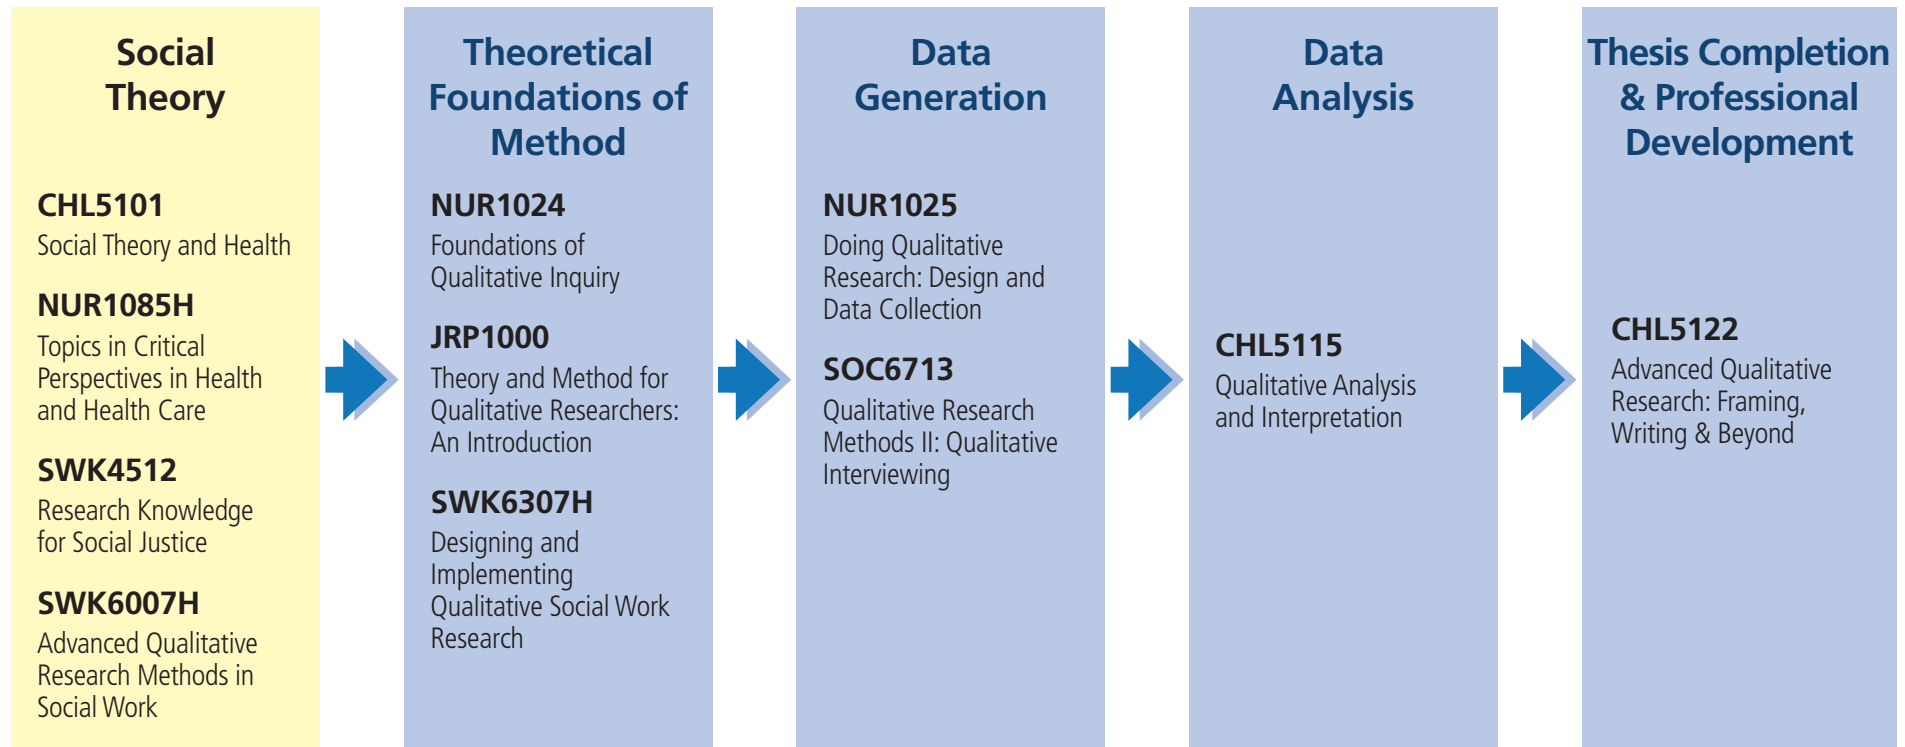 Social
Theory
CHL5101
Social Theory and Health
NUR1085H
Topics in Critical
Perspectives in Health
and Health Care
SWK4512
Research Knowledge
for Social Justice
SWK6007H
Advanced Qualitative
Research Methods in
Social Work
Theoretical
Foundations of
Method
NUR1024
Foundations of
Qualitative Inquiry
JRP1000
Theory and Method for
Qualitative Researchers:
An Introduction
SWK6307H
Designing and
Implementing
Qualitative Social Work
Research
Data
Generation
NUR1025
Doing Qualitative
Research: Design and
Data Collection
SOC6713
Qualitative Research
Methods II: Qualitative
Interviewing
Data
Analysis
CHL5115
Qualitative Analysis
and Interpretation
Thesis Completion
& Professional
Development
CHL5122
Advanced Qualitative
Research: Framing,
Writing & Beyond